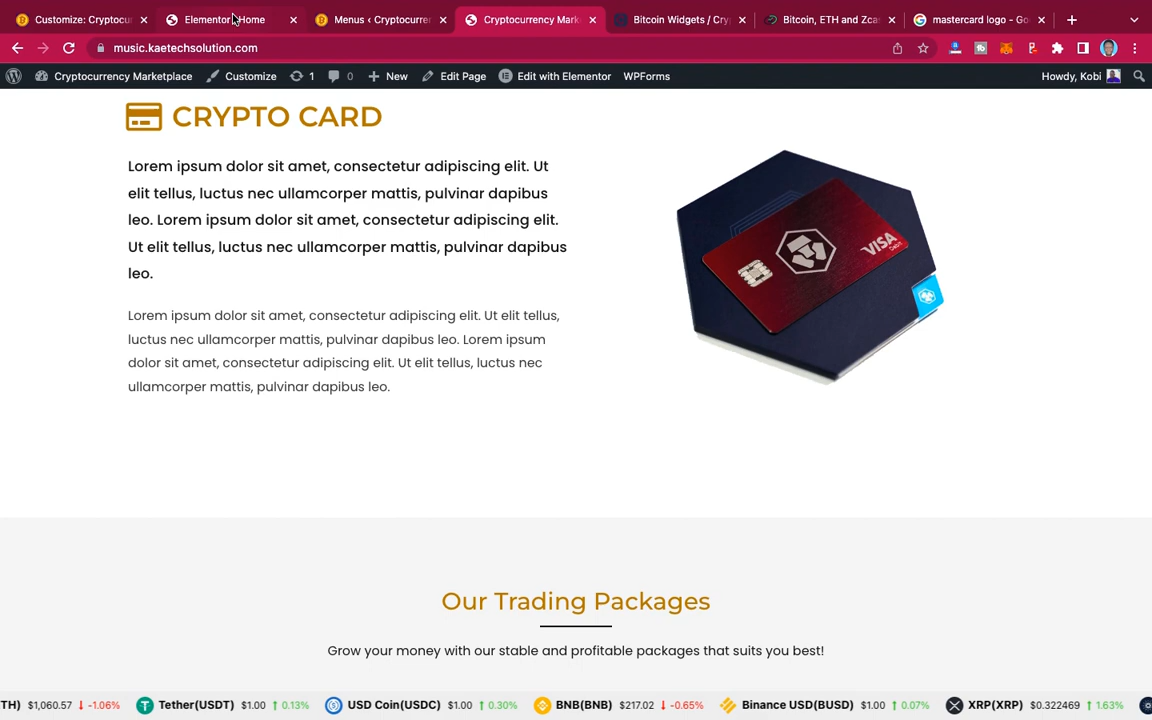 Customize: Cryptocur
Elementor | Home
Menus ‹ Cryptocurren
Cryptocurrency Mark
Bitcoin Widgets / Cry
Bitcoin, ETH and Zca
mastercard logo - Go
music.kaetechsolution.com
Cryptocurrency Marketplace
Customize
1
0
New
Edit Page
Edit with Elementor
WPForms
Howdy, Kobi
CRYPTO CARD
Lorem ipsum dolor sit amet, consectetur adipiscing elit. Ut
elit tellus, luctus nec ullamcorper mattis, pulvinar dapibus
leo. Lorem ipsum dolor sit amet, consectetur adipiscing elit.
Ut elit tellus, luctus nec ullamcorper mattis, pulvinar dapibus
leo.
Lorem ipsum dolor sit amet, consectetur adipiscing elit. Ut elit tellus,
luctus nec ullamcorper mattis, pulvinar dapibus leo. Lorem ipsum
dolor sit amet, consectetur adipiscing elit. Ut elit tellus, luctus nec
ullamcorper mattis, pulvinar dapibus leo.
VISA
Debit
Our Trading Packages
Grow your money with our stable and profitable packages that suits you best!
TH) $1,060.57 ↓ -1.06% Tether(USDT) $1.00 ↑ 0.13% USD Coin(USDC) $1.00 ↑ 0.30% BNB(BNB) $217.02 ↓ -0.65% Binance USD(BUSD) $1.00 ↑ 0.07% XRP(XRP) $0.322469 ↑ 1.63%